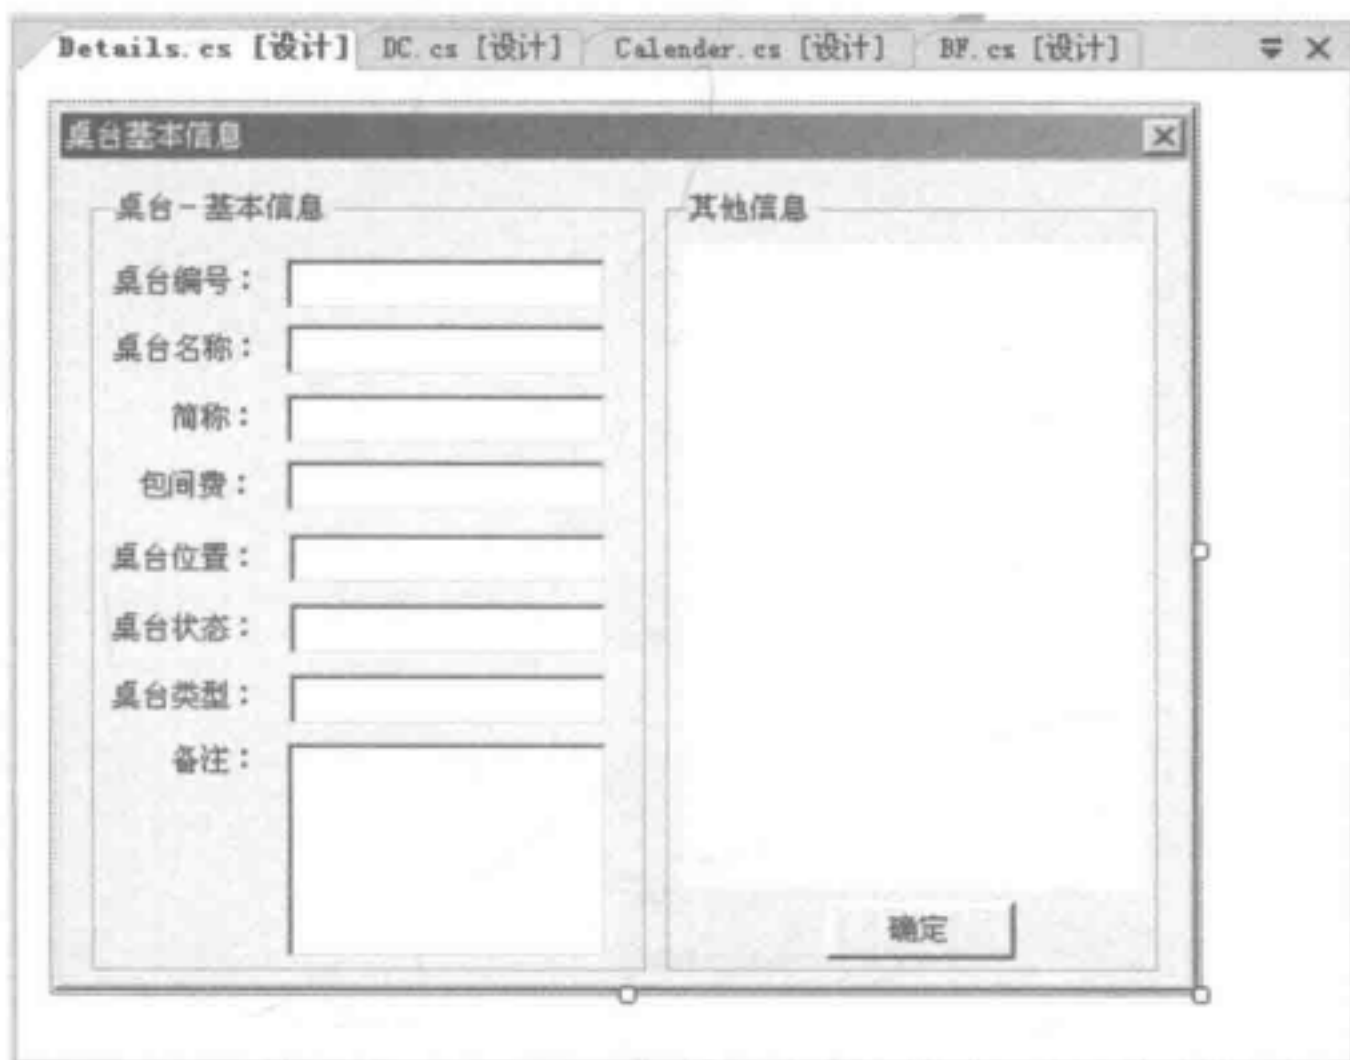 Details.cs [设计] DC.cs [设计] Calender.cs [设计] BF.cs [设计]
桌台基本信息
桌台-基本信息
桌台编号：
桌台名称：
简称：
包间费：
桌台位置：
桌台状态：
桌台类型：
备注：
其他信息
确定